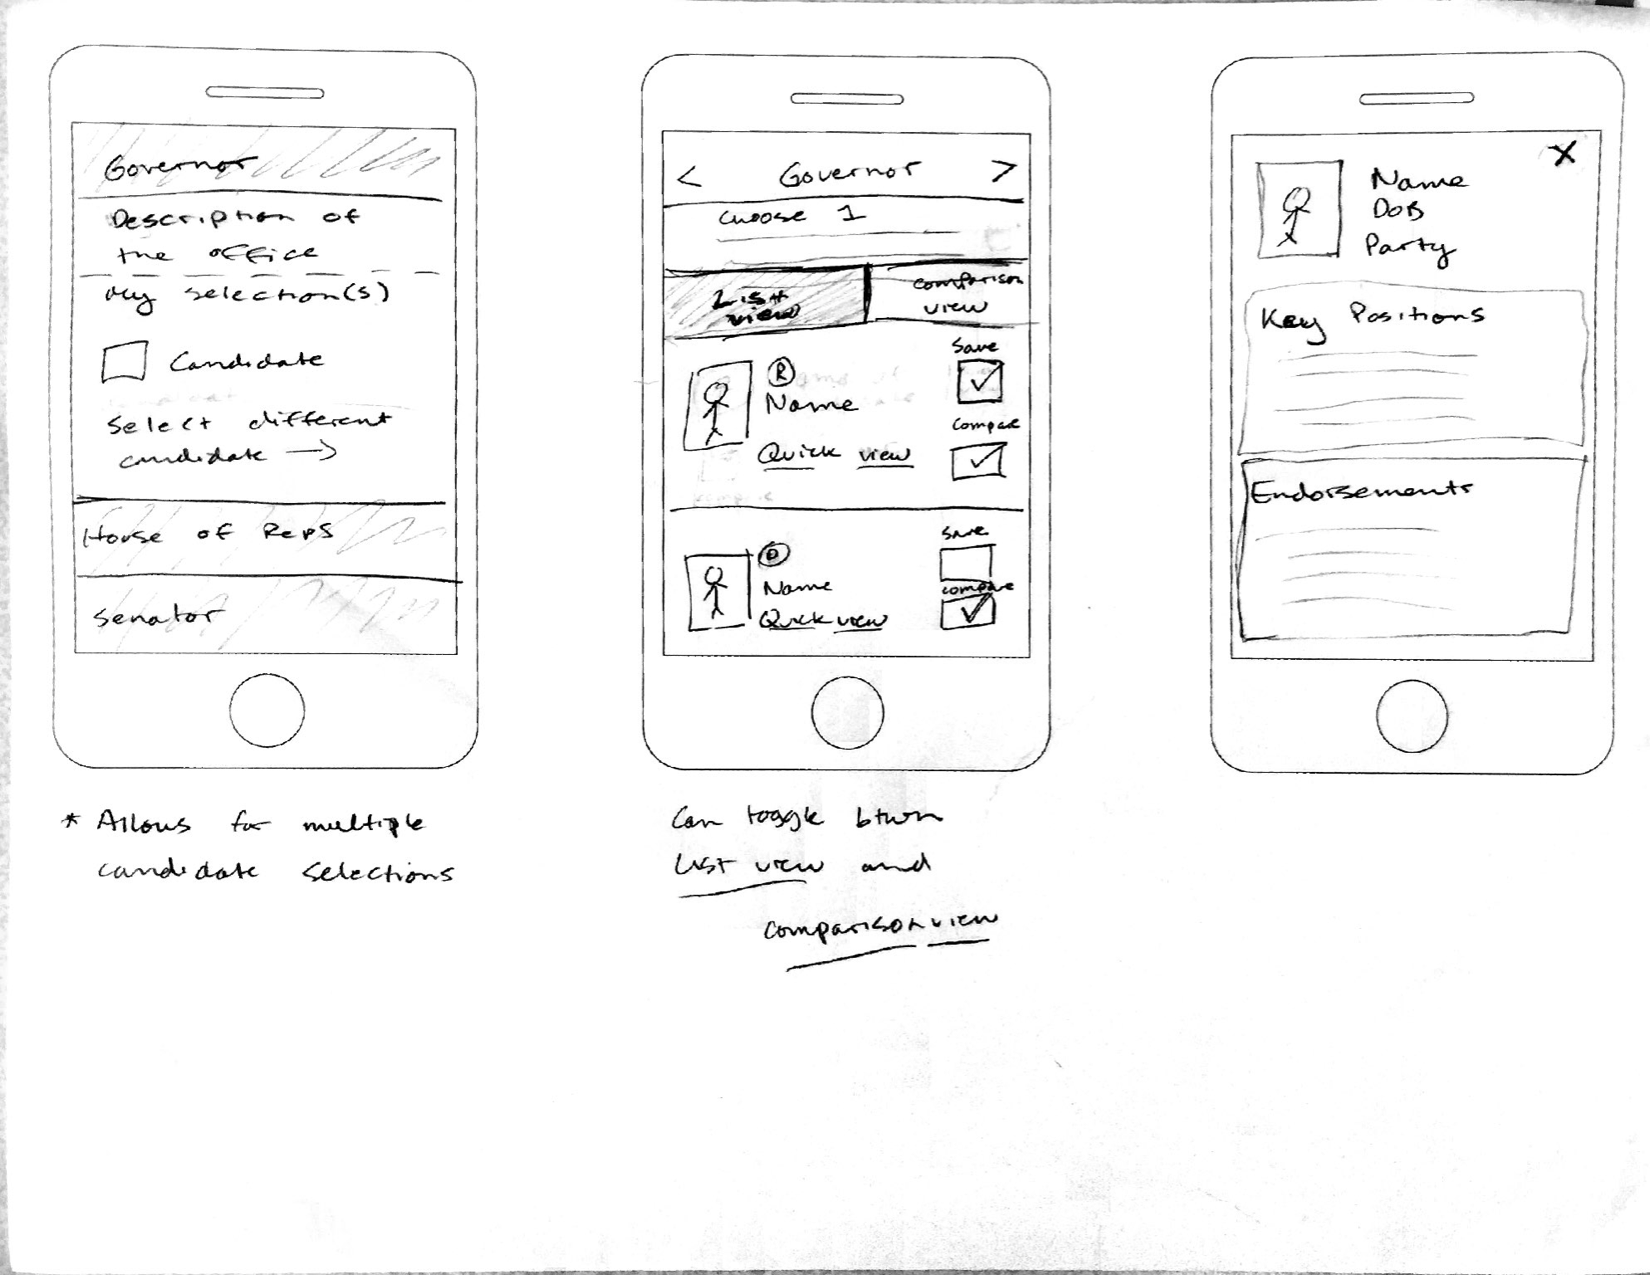 Governor
Description of
the office
My selection(s)
Candidate
Select different
candidate →
House of Reps
Senator
* Allows for multiple
candidate selections
< Governor >
Choose 1
List
view
comparison
view
Save
R
Name
Compare
Quick view
Save
D
Name
compare
Quick view
Can toggle btwn
List view and
comparison view
X
Name
DoB
Party
Key Positions
Endorsements